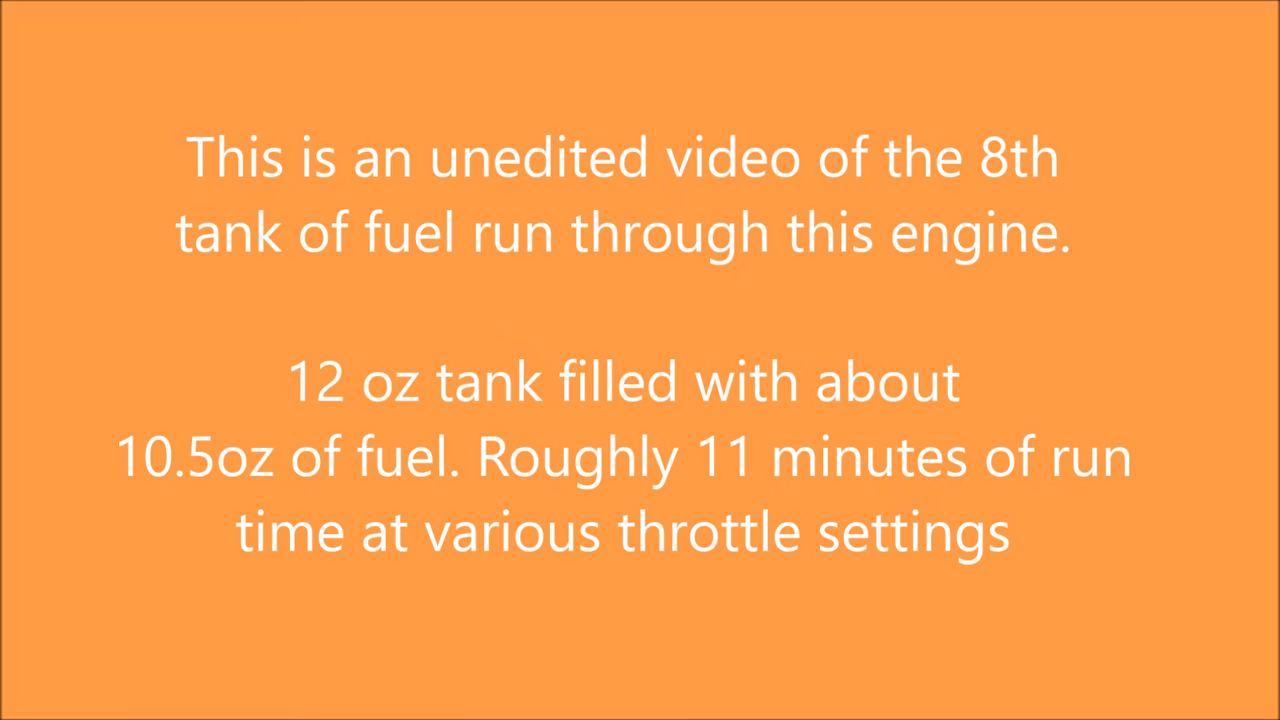 This is an unedited video of the 8th
tank of fuel run through this engine.
12 oz tank filled with about
10.5oz of fuel. Roughly 11 minutes of run
time at various throttle settings